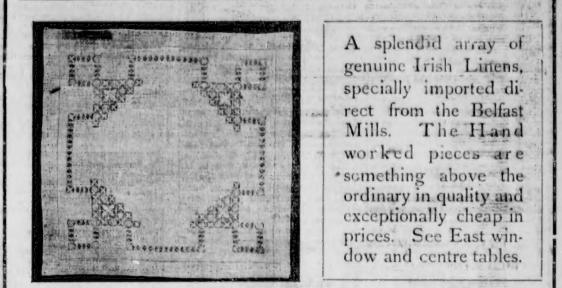 A splendid array of
genuine Irish Linens,
specially imported di-
rect from the Belfast
Mills. The Hand
worked pieces are
something above the
ordinary in quality and
exceptionally cheap in
prices. See East win-
dow and centre tables.